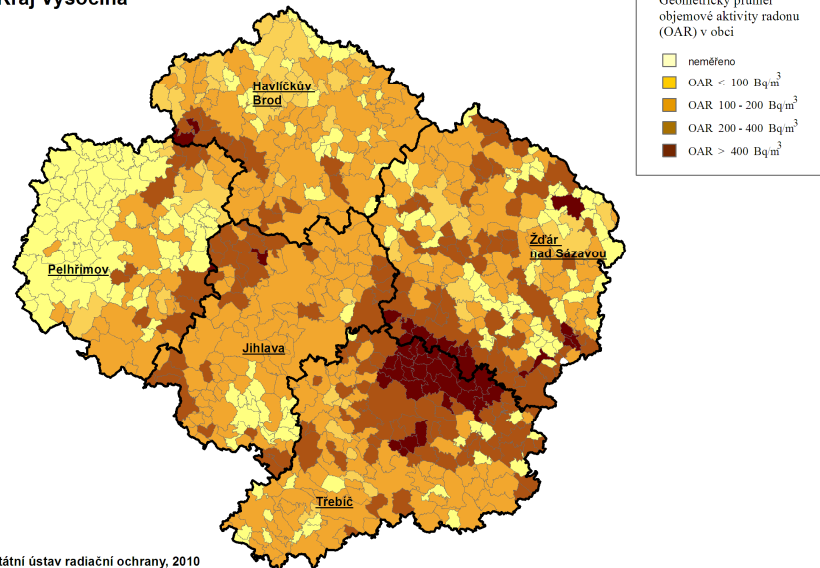 Kraj Vysočina
Geometrický průměr
objemové aktivity radonu
(OAR) v obci
neměřeno
OAR < 100 Bq/m3
OAR 100 - 200 Bq/m3
OAR 200 - 400 Bq/m3
OAR > 400 Bq/m3
Havlíčkův
Brod
Žďár
nad Sázavou
Pelhřimov
Jihlava
Třebíč
tátní ústav radiační ochrany, 2010